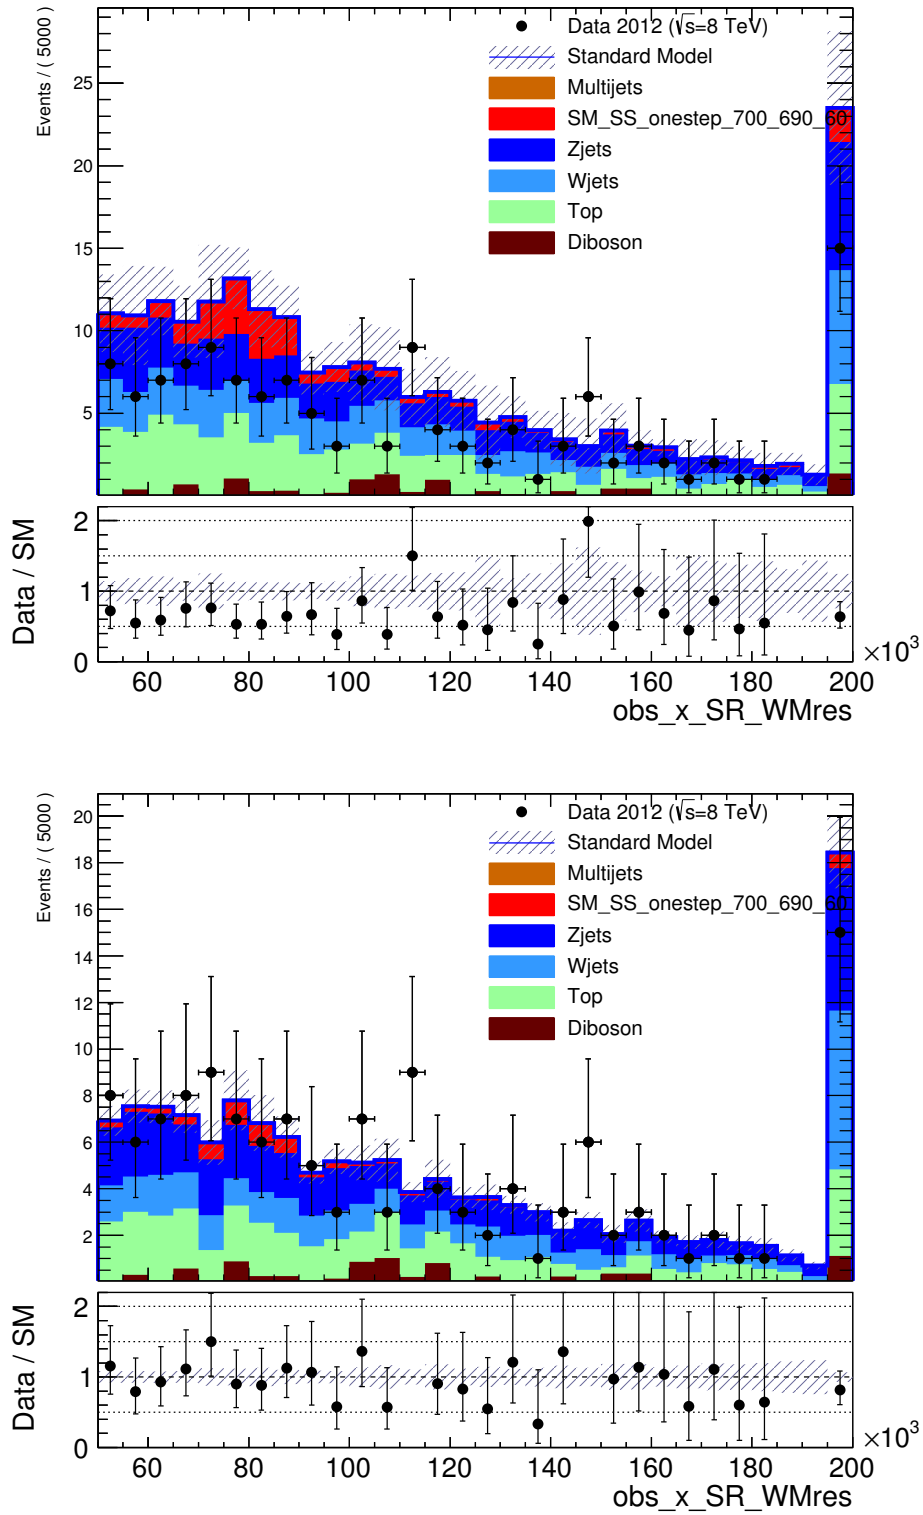 Events / ( 5000 )
25
20
15
10
5
Data 2012 (√s=8 TeV)
Standard Model
Multijets
SM_SS_onestep_700_690_60
Zjets
Wjets
Top
Diboson
Data / SM
2
1
0
60 80 100 120 140 160 180 200
×10³
obs_x_SR_WMres
Events / ( 5000 )
20
18
16
14
12
10
8
6
4
2
Data 2012 (√s=8 TeV)
Standard Model
Multijets
SM_SS_onestep_700_690_60
Zjets
Wjets
Top
Diboson
Data / SM
2
1
0
60 80 100 120 140 160 180 200
×10³
obs_x_SR_WMres